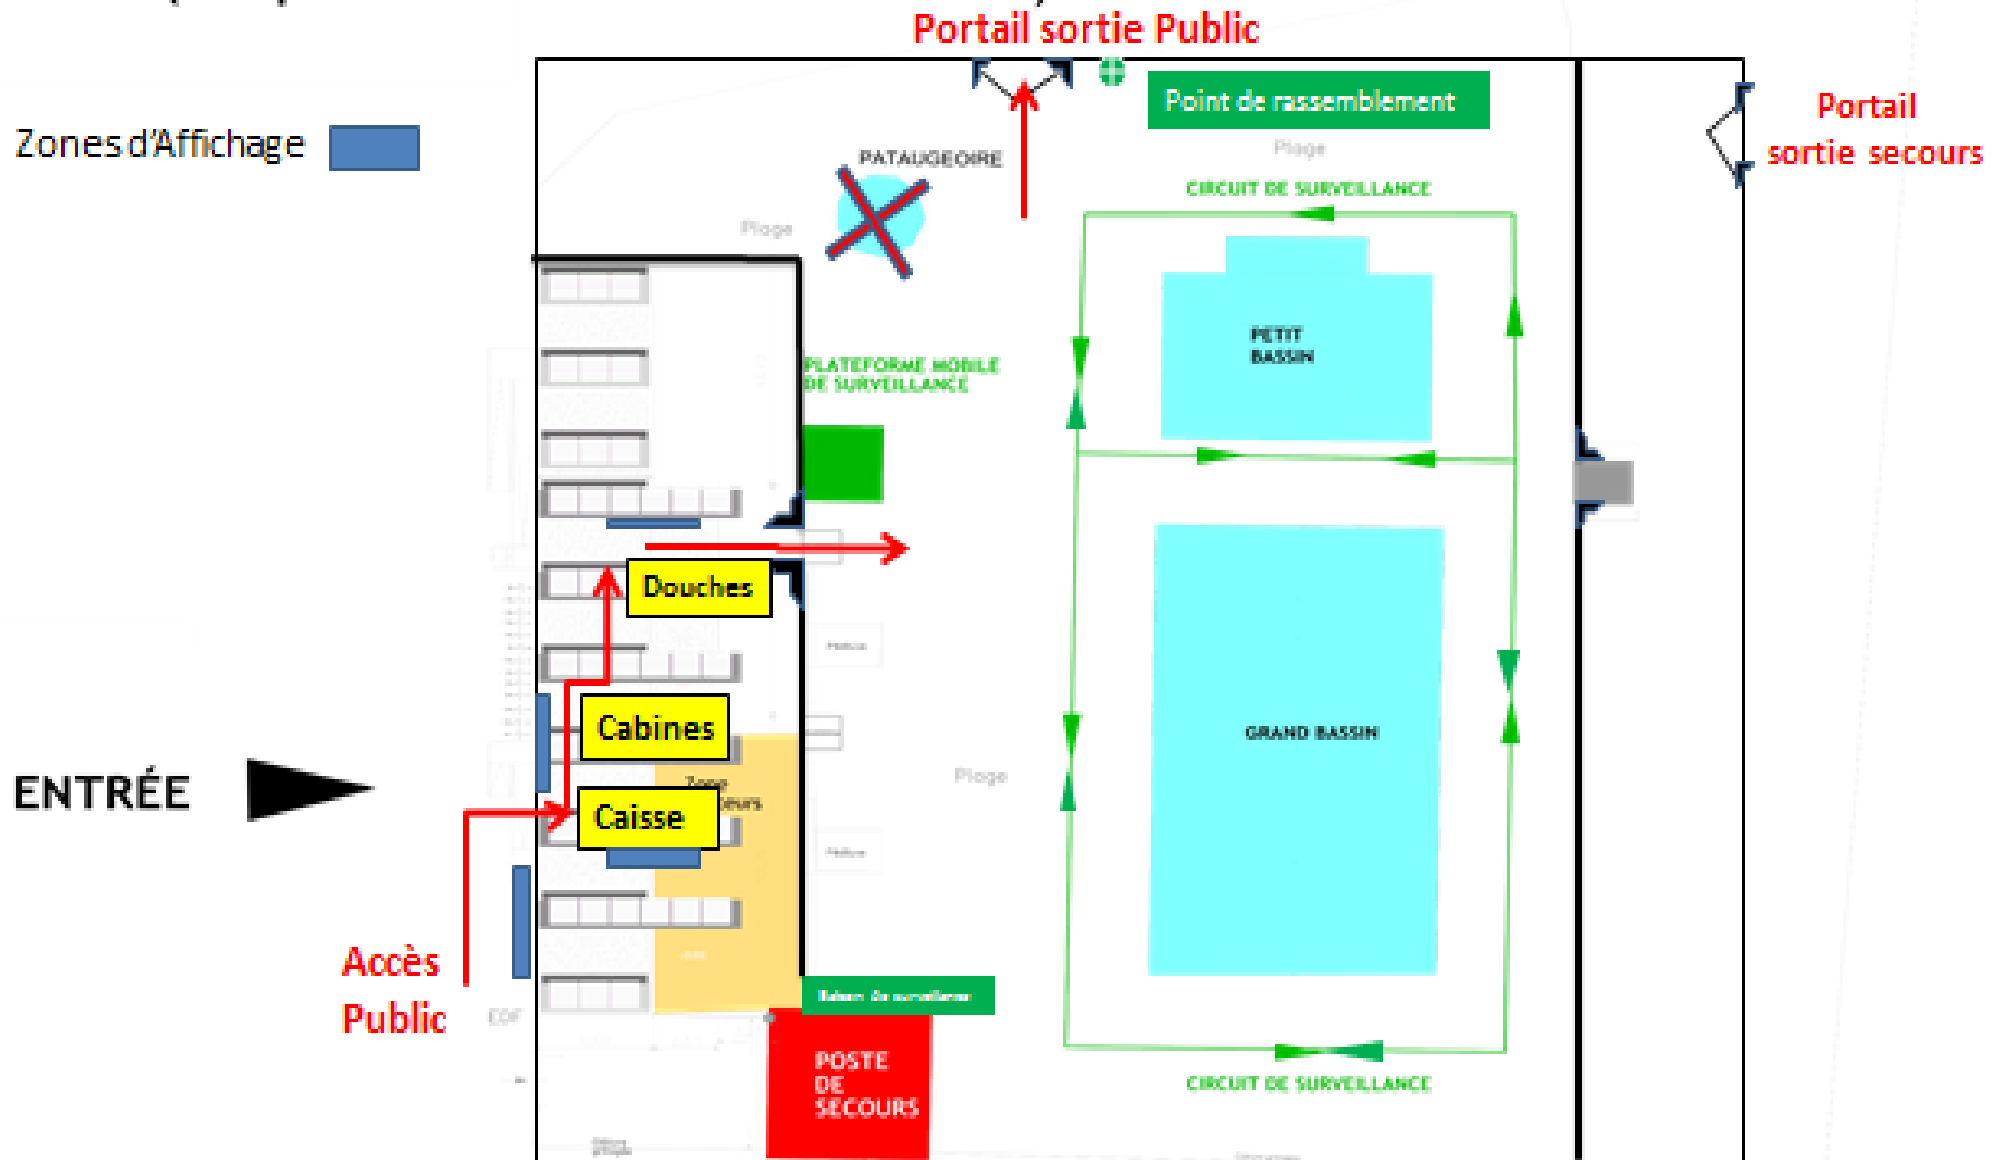 Portail sortie Public
Point de rassemblement
Portail
sortie secours
Zones d'Affichage
PATAUGEOIRE
Plage
CIRCUIT DE SURVEILLANCE
Plage
PETIT
BASSIN
PLATEFORME MOBILE
DE SURVEILLANCE
Douches
Cabines
GRAND BASSIN
Zone
Plage
ENTRÉE
Caisse
Accès
Public
EDF
POSTE
DE
SECOURS
CIRCUIT DE SURVEILLANCE